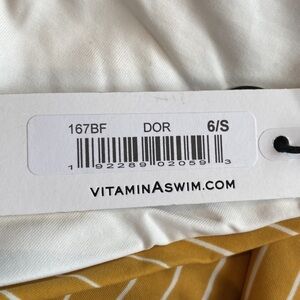 167BF DOR 6/S
1 92289 02059 3
VITAMINASWIM.COM